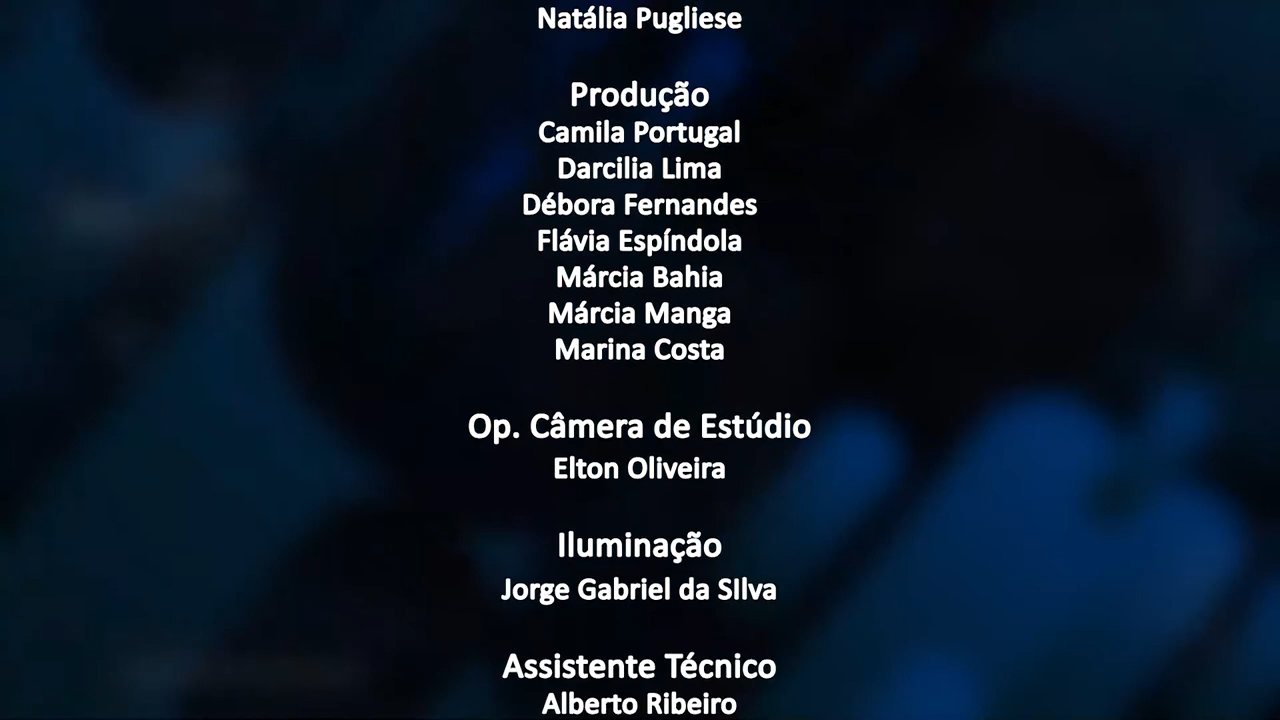 Natália Pugliese
Produção
Camila Portugal
Darcilia Lima
Débora Fernandes
Flávia Espíndola
Márcia Bahia
Márcia Manga
Marina Costa
Op. Câmera de Estúdio
Elton Oliveira
Iluminação
Jorge Gabriel da SIlva
Assistente Técnico
Alberto Ribeiro